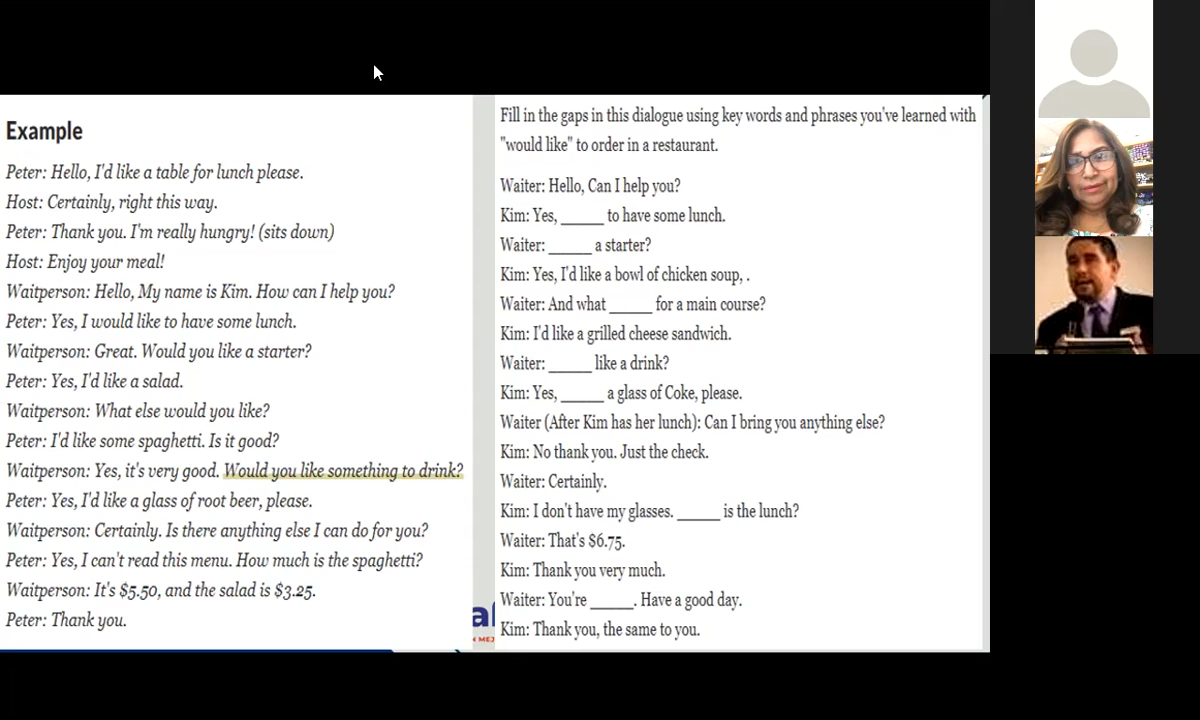 Example
Peter: Hello, I'd like a table for lunch please.
Host: Certainly, right this way.
Peter: Thank you. I'm really hungry! (sits down)
Host: Enjoy your meal!
Waitperson: Hello, My name is Kim. How can I help you?
Peter: Yes, I would like to have some lunch.
Waitperson: Great. Would you like a starter?
Peter: Yes, I'd like a salad.
Waitperson: What else would you like?
Peter: I'd like some spaghetti. Is it good?
Waitperson: Yes, it's very good. Would you like something to drink?
Peter: Yes, I'd like a glass of root beer, please.
Waitperson: Certainly. Is there anything else I can do for you?
Peter: Yes, I can't read this menu. How much is the spaghetti?
Waitperson: It's $5.50, and the salad is $3.25.
Peter: Thank you.
Fill in the gaps in this dialogue using key words and phrases you've learned with
"would like" to order in a restaurant.
Waiter: Hello, Can I help you?
Kim: Yes, ______ to have some lunch.
Waiter: ______ a starter?
Kim: Yes, I'd like a bowl of chicken soup, .
Waiter: And what ______ for a main course?
Kim: I'd like a grilled cheese sandwich.
Waiter: ______ like a drink?
Kim: Yes, ______ a glass of Coke, please.
Waiter (After Kim has her lunch): Can I bring you anything else?
Kim: No thank you. Just the check.
Waiter: Certainly.
Kim: I don't have my glasses. ______ is the lunch?
Waiter: That's $6.75.
Kim: Thank you very much.
Waiter: You're ______. Have a good day.
Kim: Thank you, the same to you.